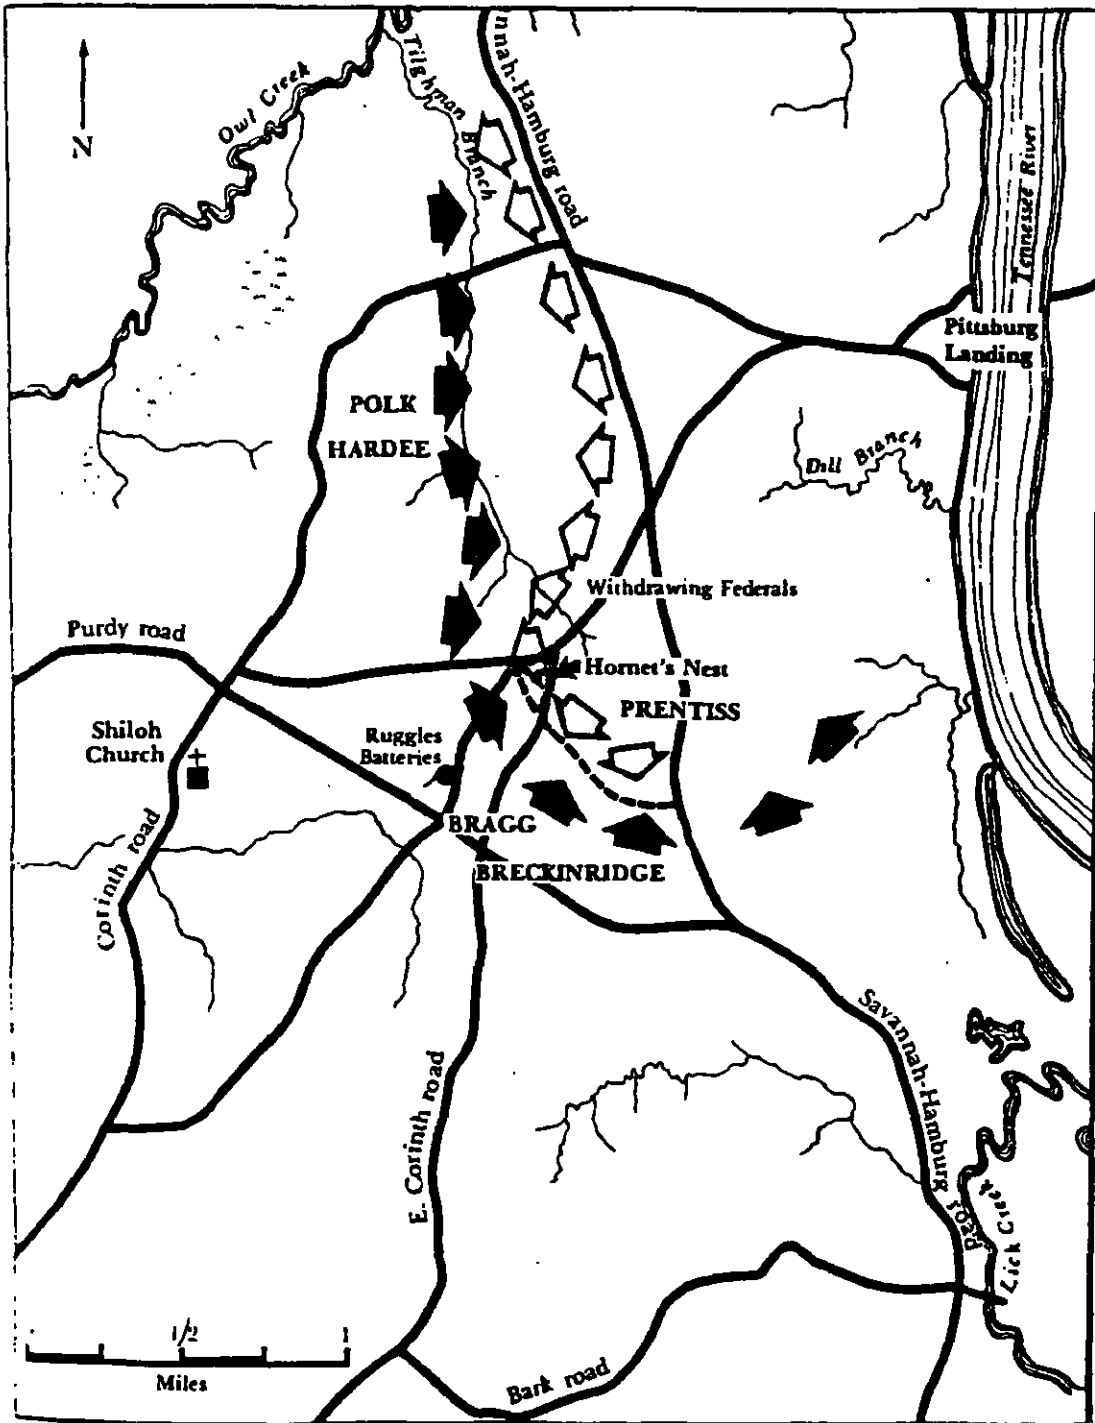 N
Owl Creek
Tilghman Branch
nnah-Hamburg road
Tennessee River
Pittsburg
Landing
POLK
HARDEE
Dill Branch
Withdrawing Federals
Purdy road
Hornet's Nest
PRENTISS
Shiloh
Church
Ruggles
Batteries
BRAGG
BRECKINRIDGE
Corinth road
Savannah-Hamburg road
E. Corinth road
Lick Creek
1/2
Miles
Bark road